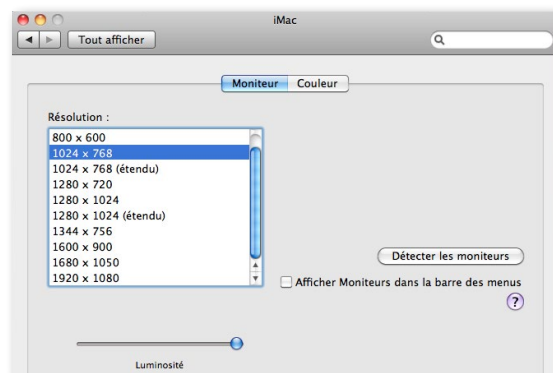 iMac
Tout afficher
Moniteur Couleur
Résolution :
800 x 600
1024 x 768
1024 x 768 (étendu)
1280 x 720
1280 x 1024
1280 x 1024 (étendu)
1344 x 756
1600 x 900
1680 x 1050
1920 x 1080
Détecter les moniteurs
Afficher Moniteurs dans la barre des menus
?
Luminosité